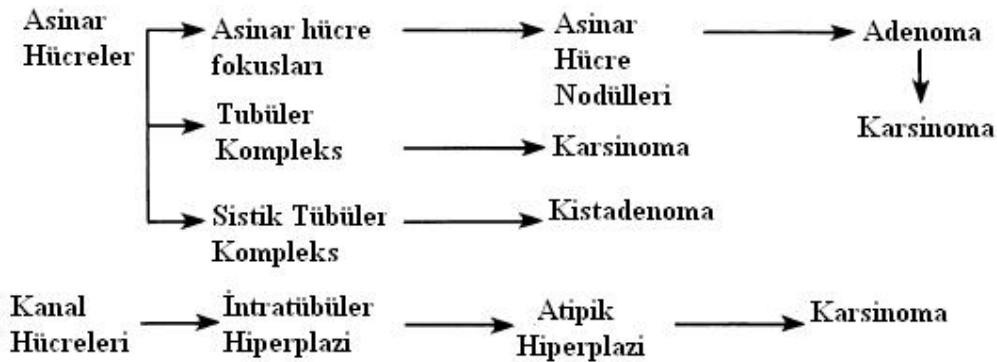 Asinar
Hücreler
Asinar hücre
fokusları
Asinar
Hücre
Nodülleri
Adenoma
Karsinoma
Tubüler
Kompleks
Karsinoma
Sistik Tübüler
Kompleks
Kistadenoma
Kanal
Hücreleri
İntratübüler
Hiperplazi
Atipik
Hiperplazi
Karsinoma